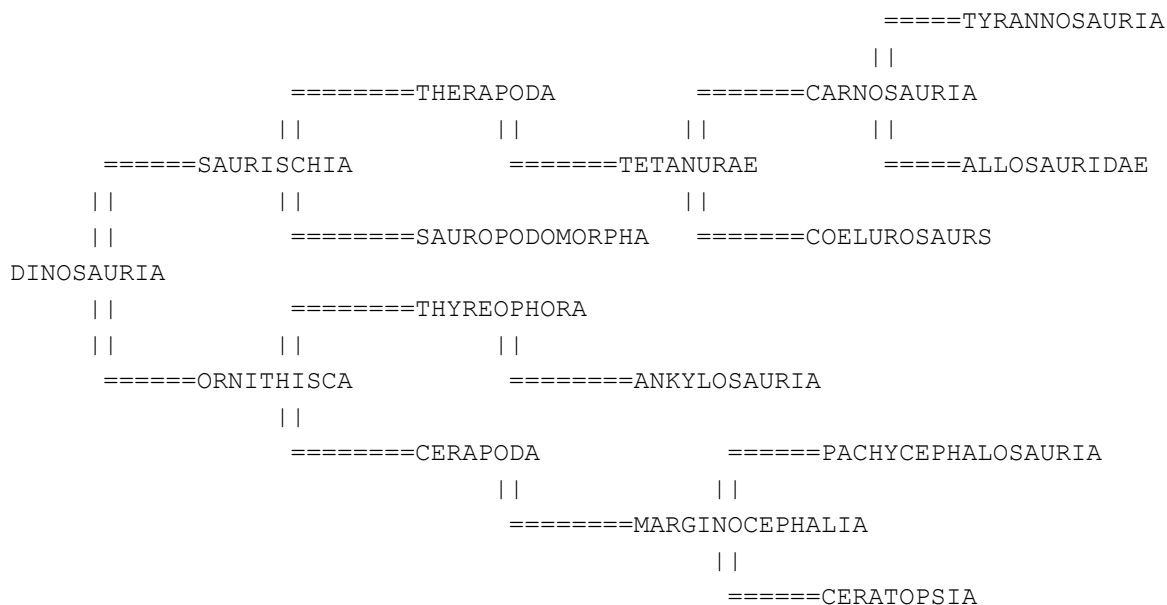 =====TYRANNOSAURIA
||
========THERAPODA =======CARNOSAURIA
|| || || ||
======SAURISCHIA =======TETANURAE =====ALLOSAURIDAE
|| || ||
|| ========SAUROPODOMORPHA =======COELUROSAURS
DINOSAURIA
|| ========THYREOPHORA
|| || ||
======ORNITHISCA ========ANKYLOSAURIA
||
========CERAPODA ======PACHYCEPHALOSAURIA
|| ||
========MARGINOCEPHALIA
||
======CERATOPSIA